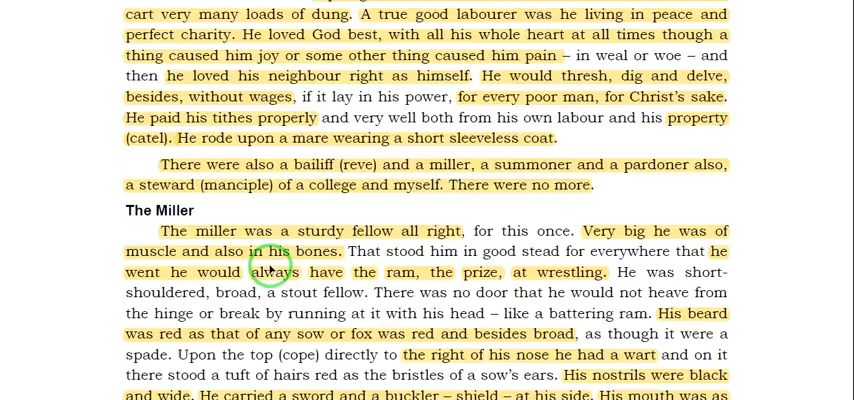 cart very many loads of dung. A true good labourer was he living in peace and
perfect charity. He loved God best, with all his whole heart at all times though a
thing caused him joy or some other thing caused him pain – in weal or woe – and
then he loved his neighbour right as himself. He would thresh, dig and delve,
besides, without wages, if it lay in his power, for every poor man, for Christ's sake.
He paid his tithes properly and very well both from his own labour and his property
(catel). He rode upon a mare wearing a short sleeveless coat.
There were also a bailiff (reve) and a miller, a summoner and a pardoner also,
a steward (manciple) of a college and myself. There were no more.
The Miller
The miller was a sturdy fellow all right, for this once. Very big he was of
muscle and also in his bones. That stood him in good stead for everywhere that he
went he would always have the ram, the prize, at wrestling. He was short-
shouldered, broad, a stout fellow. There was no door that he would not heave from
the hinge or break by running at it with his head – like a battering ram. His beard
was red as that of any sow or fox was red and besides broad, as though it were a
spade. Upon the top (cope) directly to the right of his nose he had a wart and on it
there stood a tuft of hairs red as the bristles of a sow's ears. His nostrils were black
and wide. He carried a sword and a buckler – shield – at his side. His mouth was as